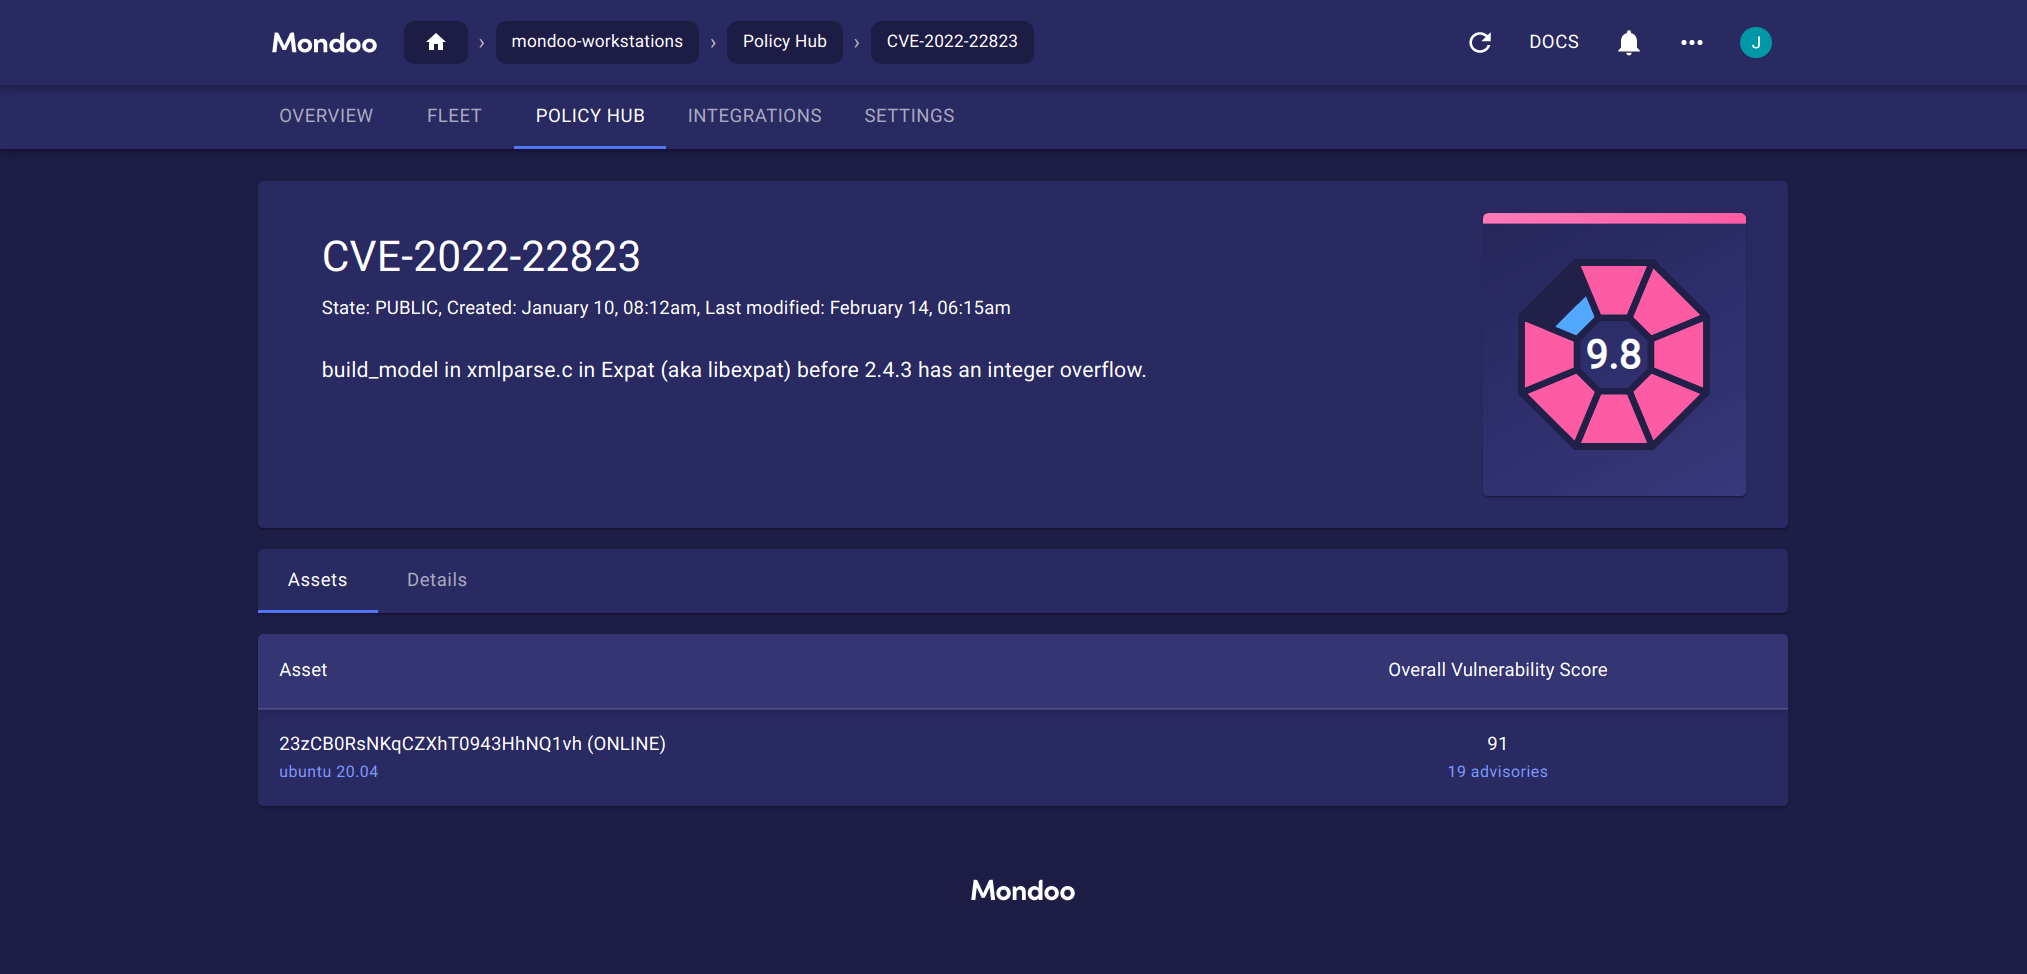 Mondoo › mondoo-workstations › Policy Hub › CVE-2022-22823 DOCS J
OVERVIEW FLEET POLICY HUB INTEGRATIONS SETTINGS
CVE-2022-22823
State: PUBLIC, Created: January 10, 08:12am, Last modified: February 14, 06:15am
build_model in xmlparse.c in Expat (aka libexpat) before 2.4.3 has an integer overflow.
9.8
Assets Details
Asset Overall Vulnerability Score
23zCB0RsNKqCZXhT0943HhNQ1vh (ONLINE) 91
ubuntu 20.04 19 advisories
Mondoo